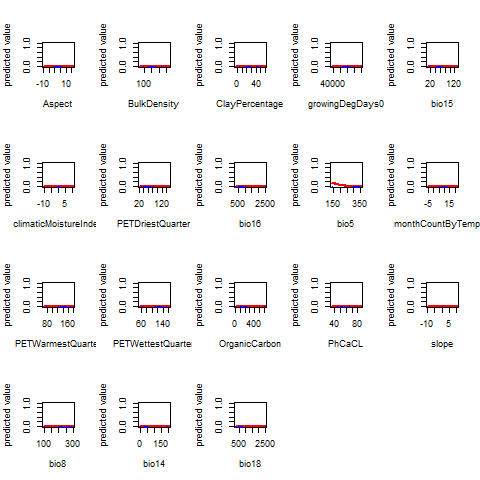 predicted value 0.0 1.0 -10 10 Aspect
predicted value 0.0 1.0 100 BulkDensity
predicted value 0.0 1.0 0 40 ClayPercentage
predicted value 0.0 1.0 40000 growingDegDays0
predicted value 0.0 1.0 20 120 bio15
predicted value 0.0 1.0 -10 5 climaticMoistureInde
predicted value 0.0 1.0 20 120 PETDriestQuarter
predicted value 0.0 1.0 500 2500 bio16
predicted value 0.0 1.0 150 350 bio5
predicted value 0.0 1.0 -5 15 monthCountByTemp
predicted value 0.0 1.0 80 160 PETWarmestQuarte
predicted value 0.0 1.0 60 140 PETWettestQuarte
predicted value 0.0 1.0 0 400 OrganicCarbon
predicted value 0.0 1.0 40 80 PhCaCL
predicted value 0.0 1.0 -10 5 slope
predicted value 0.0 1.0 100 300 bio8
predicted value 0.0 1.0 0 150 bio14
predicted value 0.0 1.0 500 2500 bio18